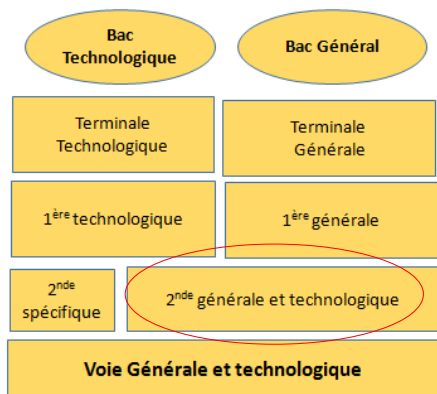 Bac
Technologique
Bac Général
Terminale
Technologique
Terminale
Générale
1ère technologique
1ère générale
2nde
spécifique
2nde générale et technologique
Voie Générale et technologique